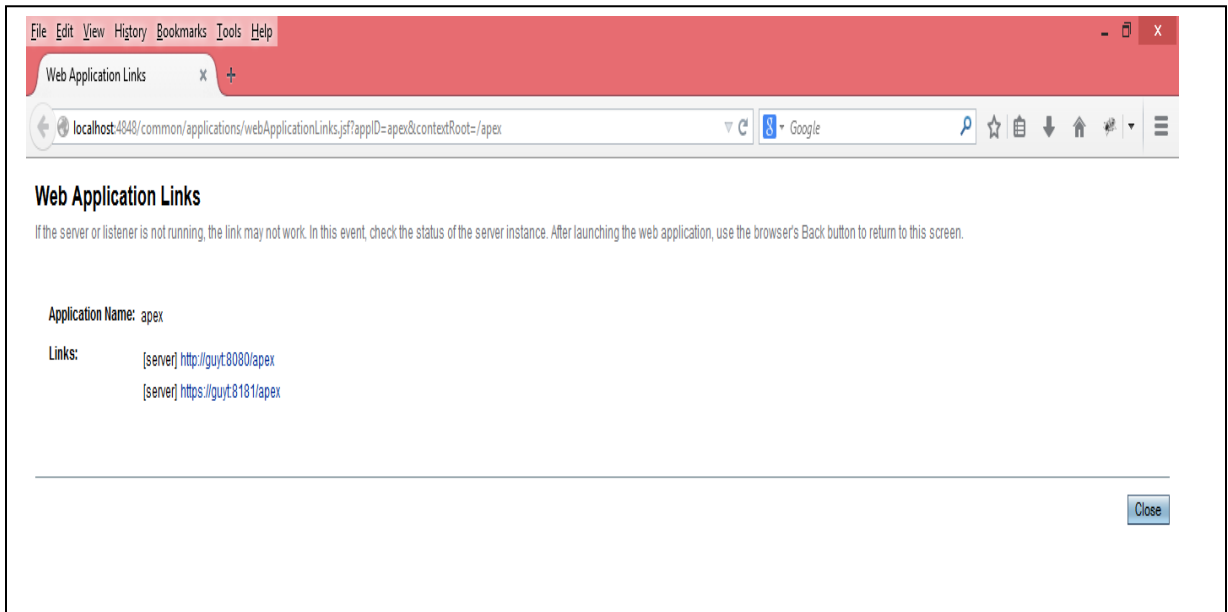 File Edit View History Bookmarks Tools Help
X
Web Application Links x +
localhost:4848/common/applications/webApplicationLinks.jsf?appID=apex&contextRoot=/apex
8 Google
Web Application Links
If the server or listener is not running, the link may not work. In this event, check the status of the server instance. After launching the web application, use the browser's Back button to return to this screen.
Application Name: apex
Links: [server] http://guyt:8080/apex
[server] https://guyt:8181/apex
Close